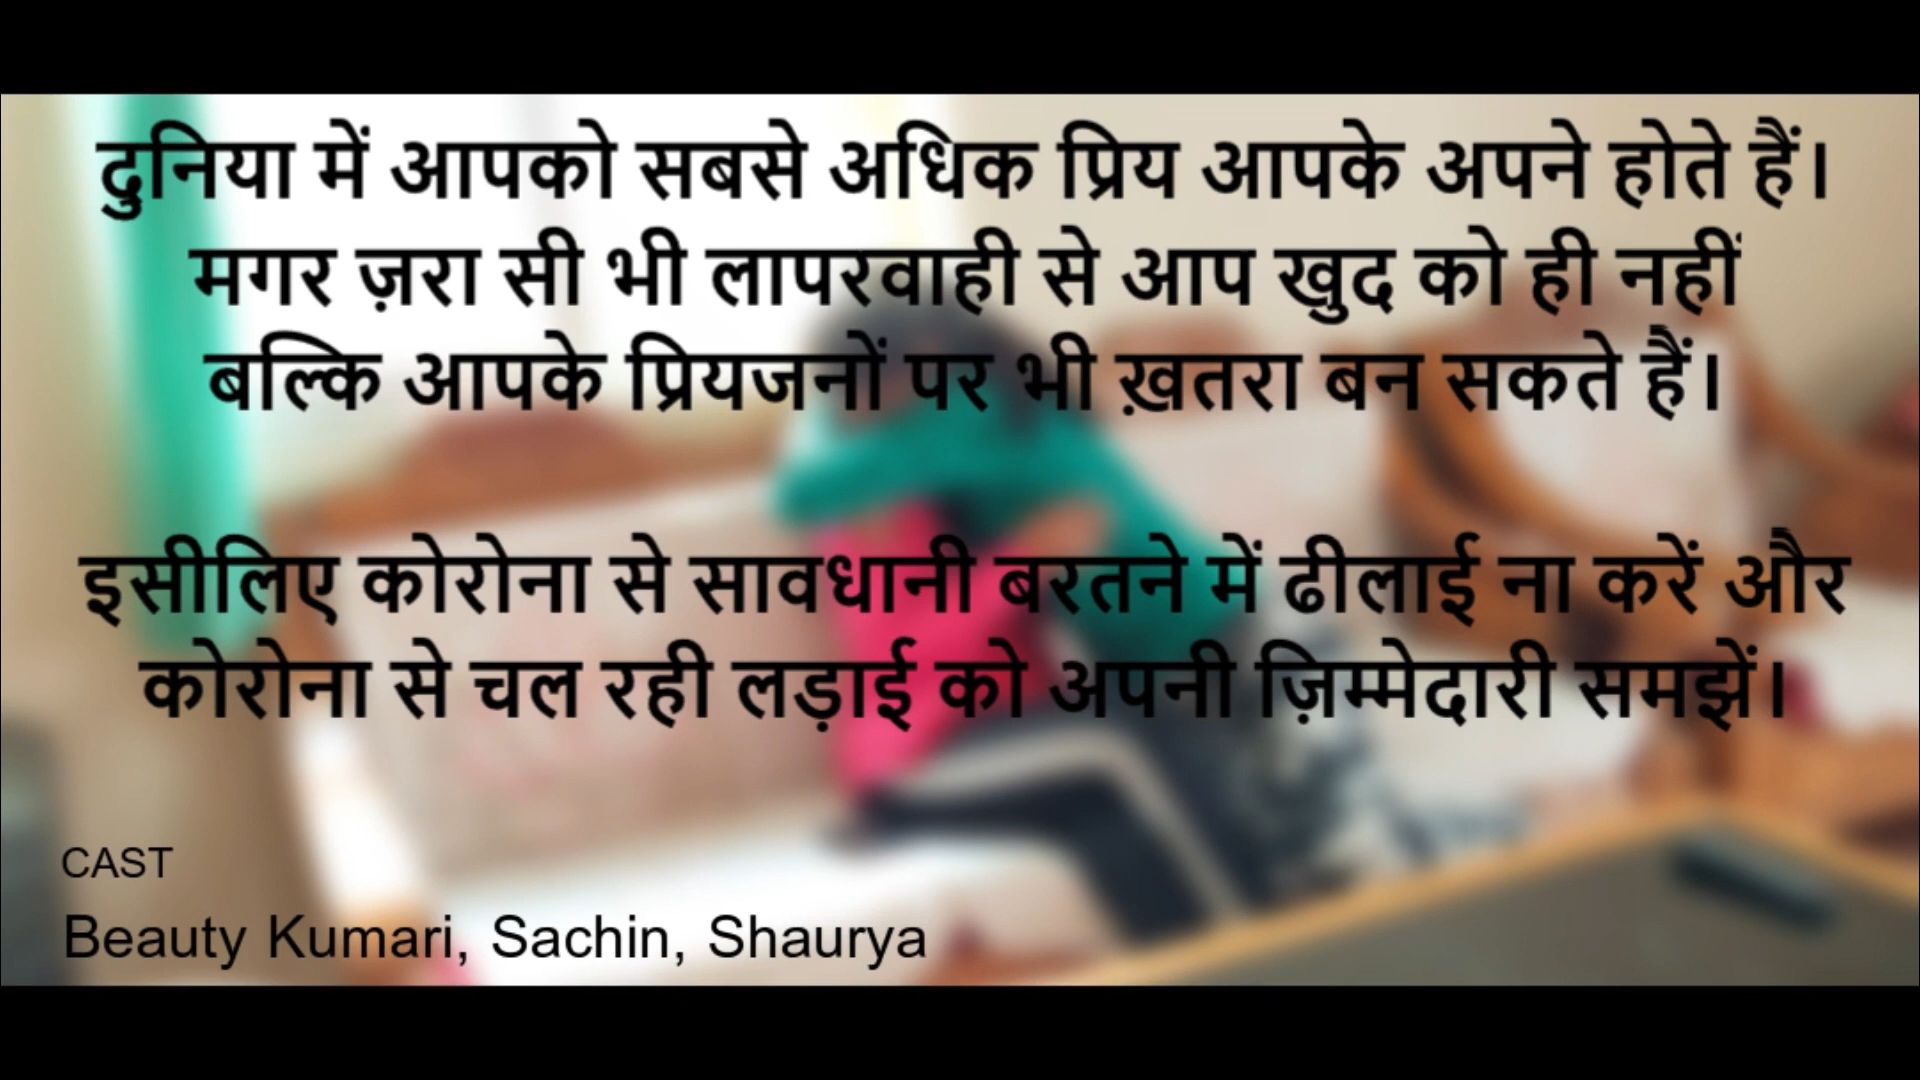 दुनिया में आपको सबसे अधिक प्रिय आपके अपने होते हैं।
मगर ज़रा सी भी लापरवाही से आप खुद को ही नहीं
बल्कि आपके प्रियजनों पर भी ख़तरा बन सकते हैं।
इसीलिए कोरोना से सावधानी बरतने में ढीलाई ना करें और
कोरोना से चल रही लड़ाई को अपनी ज़िम्मेदारी समझें।
CAST
Beauty Kumari, Sachin, Shaurya